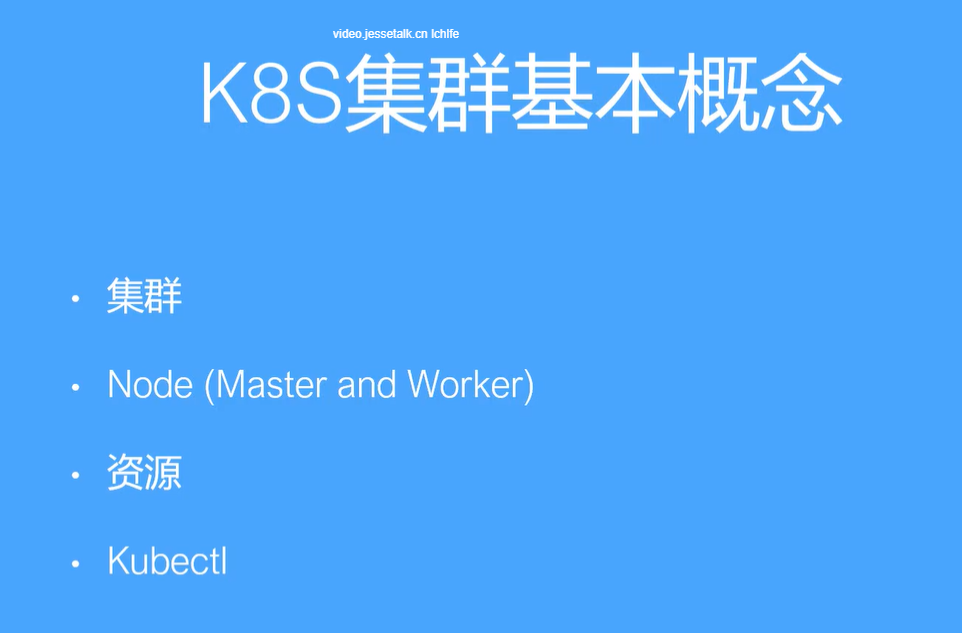 video.jessetalk.cn lchlfe
K8S集群基本概念
• 集群
• Node (Master and Worker)
• 资源
• Kubectl